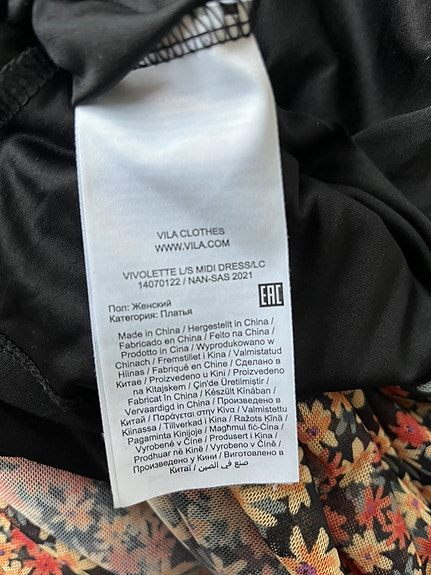 VILA CLOTHES
WWW.VILA.COM
VIVOLETTE L/S MIDI DRESS/LC
14070122 / NAN-SAS 2021
EAC
Пол: Женский
Категория: Платья
Made in China / Hergestellt in China /
Fabricado en China / Feito na China /
Prodotto in Cina / Wyprodukowano w
Chinach / Fremstillet i Kina / Valmistatud
Hiinas / Fabriqué en Chine / Сделано в
Китае / Proizvedeno u Kini / Proizvedeno
na Kitajskem / Çin'de Üretilmiştir /
Fabricat în China / Készült Kínában /
Vervaardigd in China / Произведено в
Китай / Παράγεται στην Κίνα / Valmistettu
Kiinassa / Tillverkad i Kina / Ražots Ķīnā /
Pagaminta Kinijoje / Magħmul fiċ-Ċina /
Vyrobené v Číne / Produsert i Kina /
Prodhuar në Kinë / Vyrobeno v Číně /
Произведено у Кини / Виготовлено в
Китаї / صنع في الصين